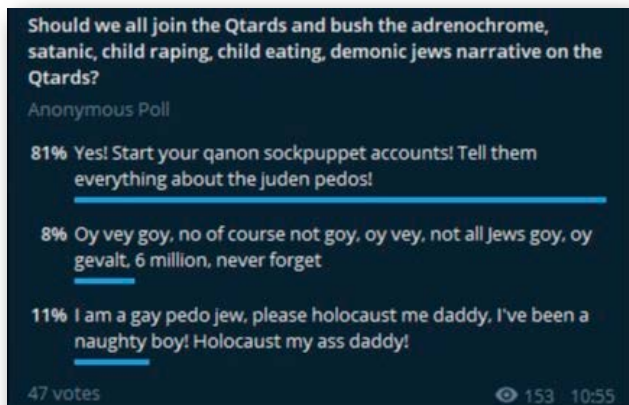 Should we all join the Qtards and bush the adrenochrome,
satanic, child raping, child eating, demonic jews narrative on the
Qtards?
Anonymous Poll
81% Yes! Start your qanon sockpuppet accounts! Tell them
everything about the juden pedos!
8% Oy vey goy, no of course not goy, oy vey, not all Jews goy, oy
gevalt, 6 million, never forget
11% I am a gay pedo jew, please holocaust me daddy, I've been a
naughty boy! Holocaust my ass daddy!
47 votes 153 10:55